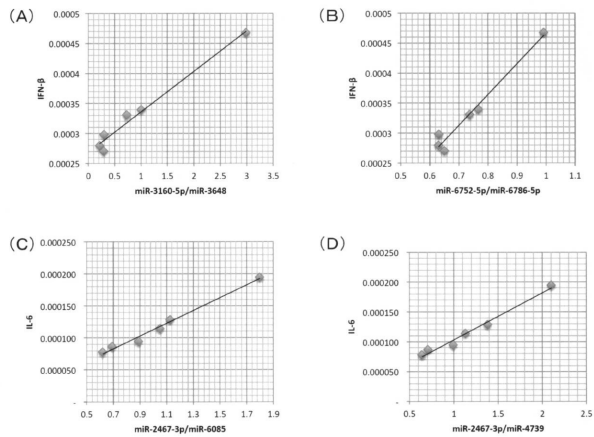 (A)
0.0005
0.00045
0.0004
0.00035
0.0003
0.00025
IFN-β
0 0.5 1 1.5 2 2.5 3 3.5
miR-3160-5p/miR-3648
(B)
0.0005
0.00045
0.0004
0.00035
0.0003
0.00025
IFN-β
0.5 0.6 0.7 0.8 0.9 1 1.1
miR-6752-5p/miR-6786-5p
(C)
0.000250
0.000200
0.000150
0.000100
0.000050
-
IL-6
0.5 0.7 0.9 1.1 1.3 1.5 1.7 1.9
miR-2467-3p/miR-6085
(D)
0.000250
0.000200
0.000150
0.000100
0.000050
-
IL-6
0.5 1 1.5 2 2.5
miR-2467-3p/miR-4739